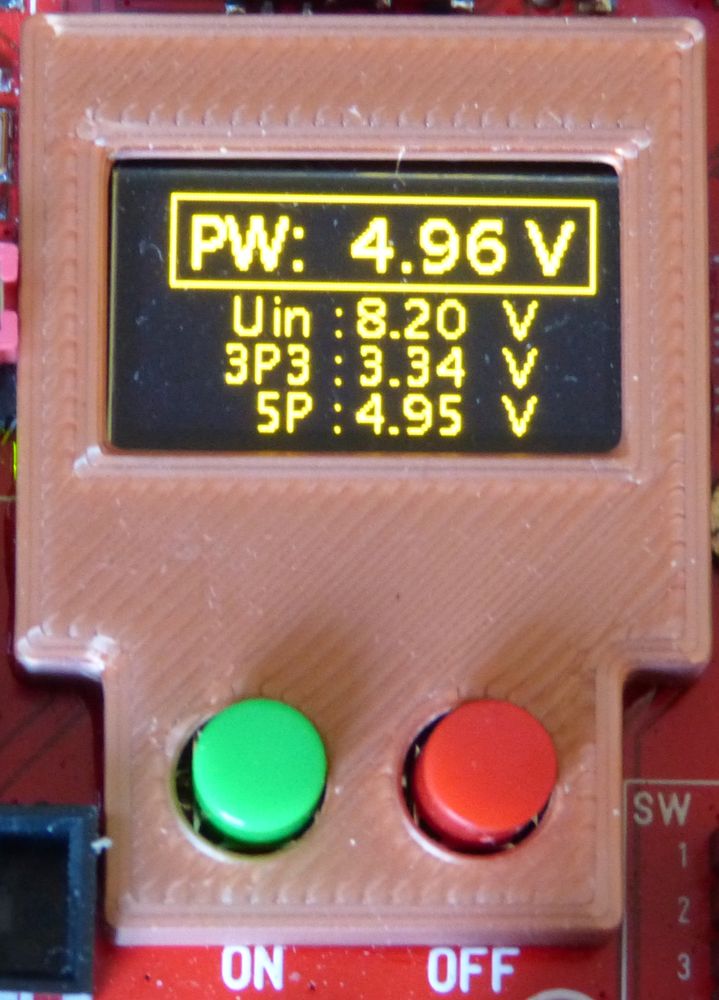 PW: 4.96 V
Uin :8.20 V
3P3 :3.34 V
5P :4.95 V
SW
1
2
3
ON OFF